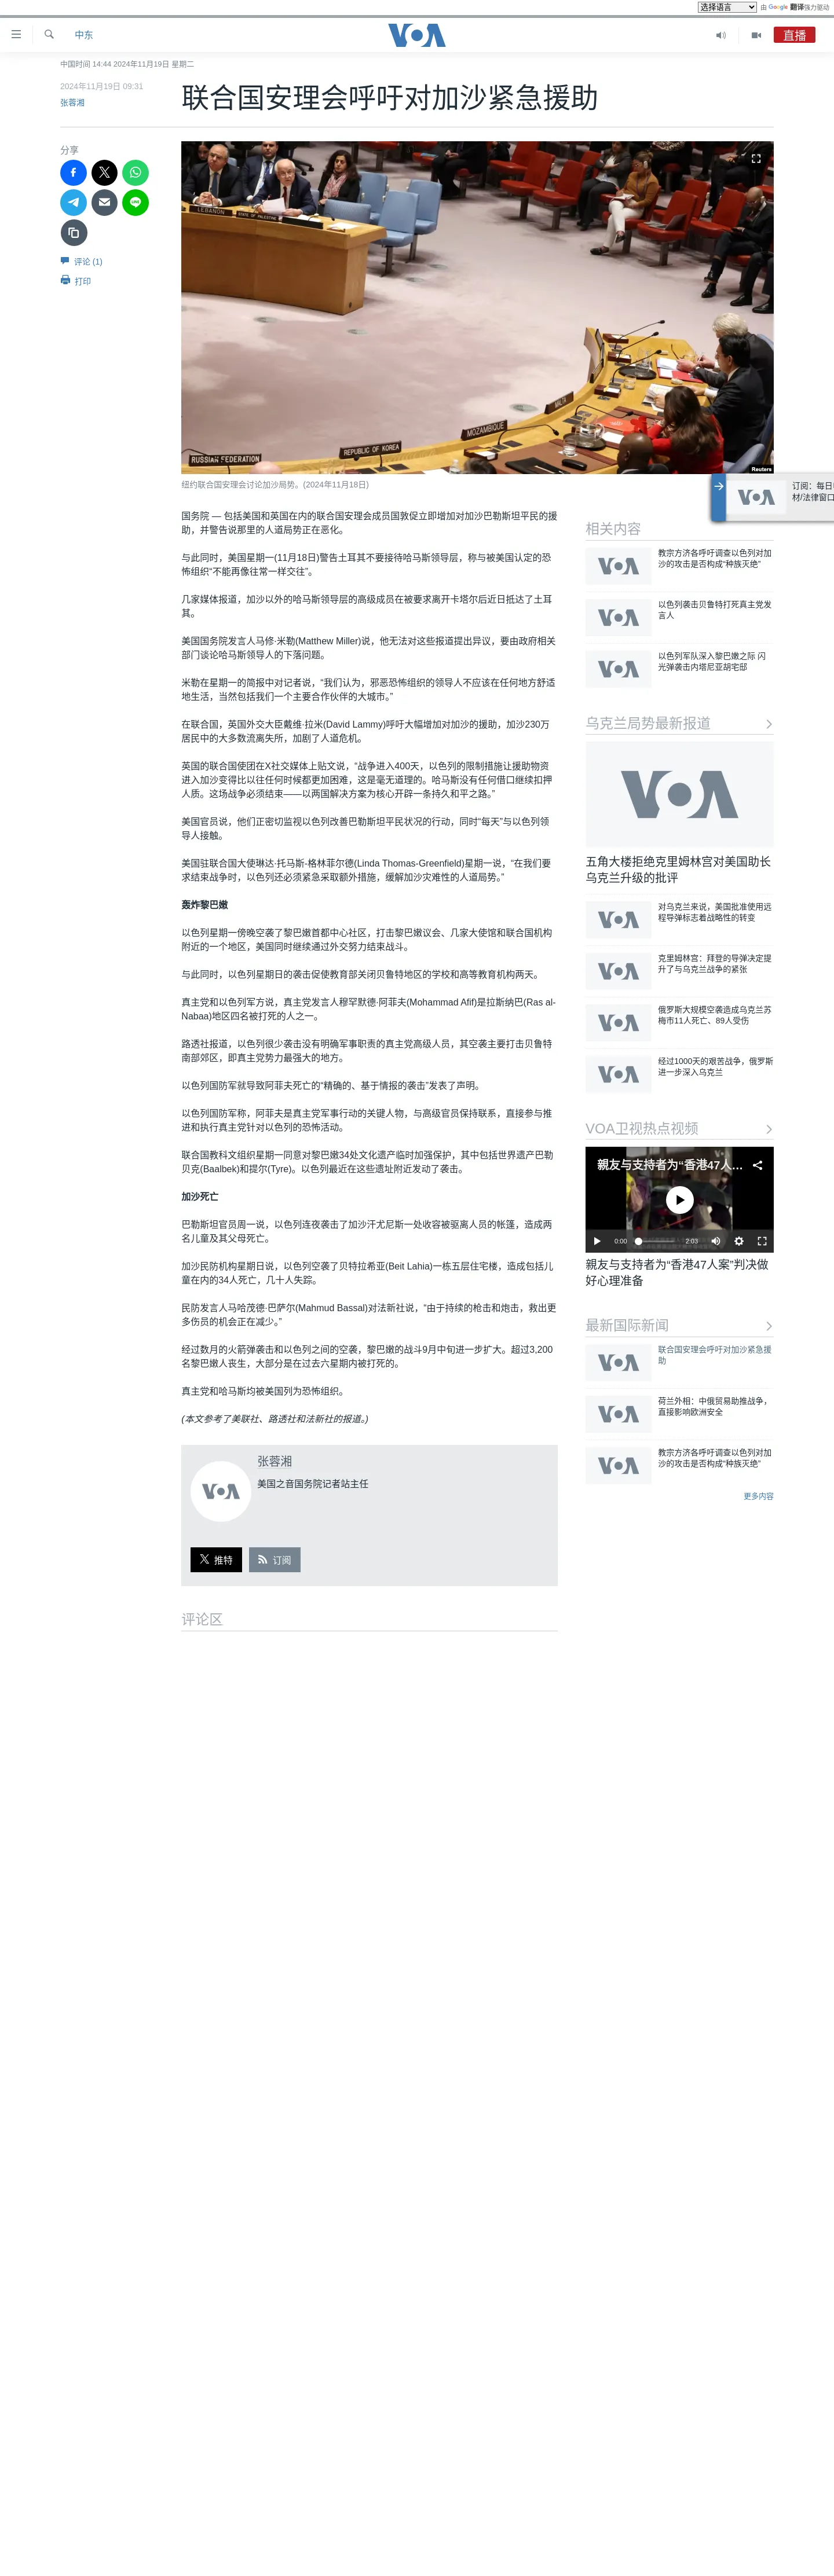 选择语言
由 Google 翻译强力驱动
中东
VOA
直播
中国时间 14:44 2024年11月19日 星期二
2024年11月19日 09:31
张蓉湘
联合国安理会呼吁对加沙紧急援助
分享
评论 (1)
打印
LEBANON
STATE OF PALESTINE
RUSSIAN FEDERATION
REPUBLIC OF KOREA
MOZAMBIQUE
MALTA
Reuters
纽约联合国安理会讨论加沙局势。(2024年11月18日)
订阅：每日
材/法律窗口
VOA
国务院 — 包括美国和英国在内的联合国安理会成员国敦促立即增加对加沙巴勒斯坦平民的援
助，并警告说那里的人道局势正在恶化。
与此同时，美国星期一(11月18日)警告土耳其不要接待哈马斯领导层，称与被美国认定的恐
怖组织“不能再像往常一样交往”。
几家媒体报道，加沙以外的哈马斯领导层的高级成员在被要求离开卡塔尔后近日抵达了土耳
其。
美国国务院发言人马修·米勒(Matthew Miller)说，他无法对这些报道提出异议，要由政府相关
部门谈论哈马斯领导人的下落问题。
米勒在星期一的简报中对记者说，“我们认为，邪恶恐怖组织的领导人不应该在任何地方舒适
地生活，当然包括我们一个主要合作伙伴的大城市。”
在联合国，英国外交大臣戴维·拉米(David Lammy)呼吁大幅增加对加沙的援助，加沙230万
居民中的大多数流离失所，加剧了人道危机。
英国的联合国使团在X社交媒体上贴文说，“战争进入400天，以色列的限制措施让援助物资
进入加沙变得比以往任何时候都更加困难，这是毫无道理的。哈马斯没有任何借口继续扣押
人质。这场战争必须结束——以两国解决方案为核心开辟一条持久和平之路。”
美国官员说，他们正密切监视以色列改善巴勒斯坦平民状况的行动，同时“每天”与以色列领
导人接触。
美国驻联合国大使琳达·托马斯-格林菲尔德(Linda Thomas-Greenfield)星期一说，“在我们要
求结束战争时，以色列还必须紧急采取额外措施，缓解加沙灾难性的人道局势。”
轰炸黎巴嫩
以色列星期一傍晚空袭了黎巴嫩首都中心社区，打击黎巴嫩议会、几家大使馆和联合国机构
附近的一个地区，美国同时继续通过外交努力结束战斗。
与此同时，以色列星期日的袭击促使教育部关闭贝鲁特地区的学校和高等教育机构两天。
真主党和以色列军方说，真主党发言人穆罕默德·阿菲夫(Mohammad Afif)是拉斯纳巴(Ras al-
Nabaa)地区四名被打死的人之一。
路透社报道，以色列很少袭击没有明确军事职责的真主党高级人员，其空袭主要打击贝鲁特
南部郊区，即真主党势力最强大的地方。
以色列国防军就导致阿菲夫死亡的“精确的、基于情报的袭击”发表了声明。
以色列国防军称，阿菲夫是真主党军事行动的关键人物，与高级官员保持联系，直接参与推
进和执行真主党针对以色列的恐怖活动。
联合国教科文组织星期一同意对黎巴嫩34处文化遗产临时加强保护，其中包括世界遗产巴勒
贝克(Baalbek)和提尔(Tyre)。以色列最近在这些遗址附近发动了袭击。
加沙死亡
巴勒斯坦官员周一说，以色列连夜袭击了加沙汗尤尼斯一处收容被驱离人员的帐篷，造成两
名儿童及其父母死亡。
加沙民防机构星期日说，以色列空袭了贝特拉希亚(Beit Lahia)一栋五层住宅楼，造成包括儿
童在内的34人死亡，几十人失踪。
民防发言人马哈茂德·巴萨尔(Mahmud Bassal)对法新社说，“由于持续的枪击和炮击，救出更
多伤员的机会正在减少。”
经过数月的火箭弹袭击和以色列之间的空袭，黎巴嫩的战斗9月中旬进一步扩大。超过3,200
名黎巴嫩人丧生，大部分是在过去六星期内被打死的。
真主党和哈马斯均被美国列为恐怖组织。
(本文参考了美联社、路透社和法新社的报道。)
VOA
张蓉湘
美国之音国务院记者站主任
推特
订阅
评论区
相关内容
VOA
教宗方济各呼吁调查以色列对加
沙的攻击是否构成“种族灭绝”
VOA
以色列袭击贝鲁特打死真主党发
言人
VOA
以色列军队深入黎巴嫩之际 闪
光弹袭击内塔尼亚胡宅邸
乌克兰局势最新报道
VOA
五角大楼拒绝克里姆林宫对美国助长
乌克兰升级的批评
VOA
对乌克兰来说，美国批准使用远
程导弹标志着战略性的转变
VOA
克里姆林宫：拜登的导弹决定提
升了与乌克兰战争的紧张
VOA
俄罗斯大规模空袭造成乌克兰苏
梅市11人死亡、89人受伤
VOA
经过1000天的艰苦战争，俄罗斯
进一步深入乌克兰
VOA卫视热点视频
親友与支持者为“香港47人...
0:00
2:03
親友与支持者为“香港47人案”判决做
好心理准备
最新国际新闻
VOA
联合国安理会呼吁对加沙紧急援
助
VOA
荷兰外相：中俄贸易助推战争，
直接影响欧洲安全
VOA
教宗方济各呼吁调查以色列对加
沙的攻击是否构成“种族灭绝”
更多内容